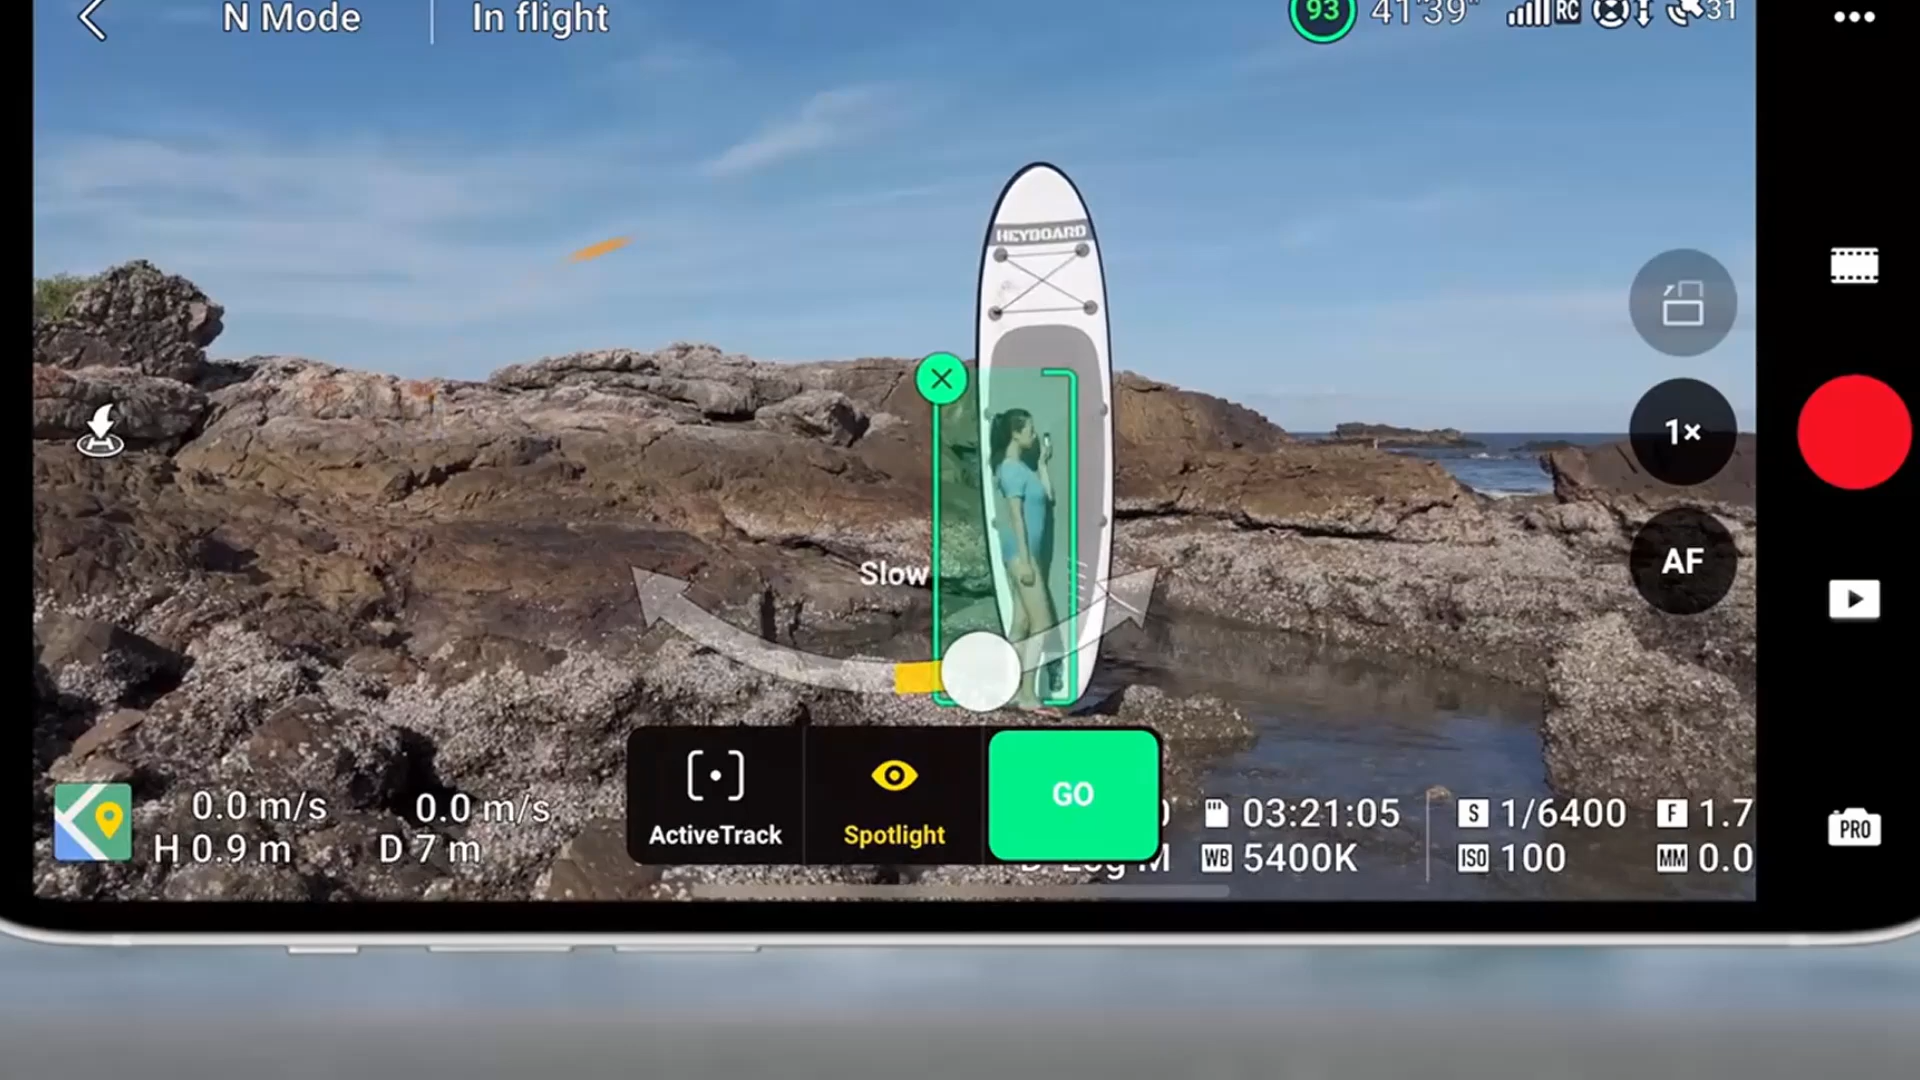 N Mode
In flight
93
41'39"
RC
31
HEYBOARD
1×
AF
Slow
ActiveTrack
Spotlight
GO
PRO
0.0 m/s
0.0 m/s
H 0.9 m
D 7 m
03:21:05
WB 5400K
S 1/6400
F 1.7
ISO 100
MM 0.0